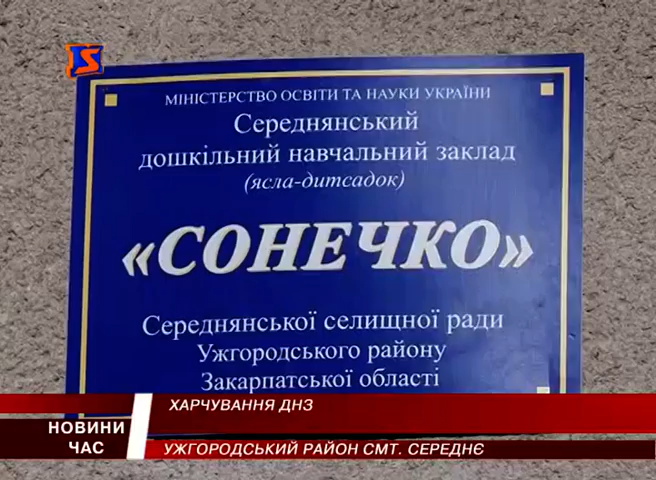 IS
МІНІСТЕРСТВО ОСВІТИ ТА НАУКИ УКРАЇНИ
Середнянський
дошкільний навчальний заклад
(ясла-дитсадок)
«СОНЕЧКО»
Середнянської селищної ради
Ужгородського району
Закарпатської області
ХАРЧУВАННЯ ДНЗ
НОВИНИ
ЧАС
УЖГОРОДСЬКИЙ РАЙОН СМТ. СЕРЕДНЄ